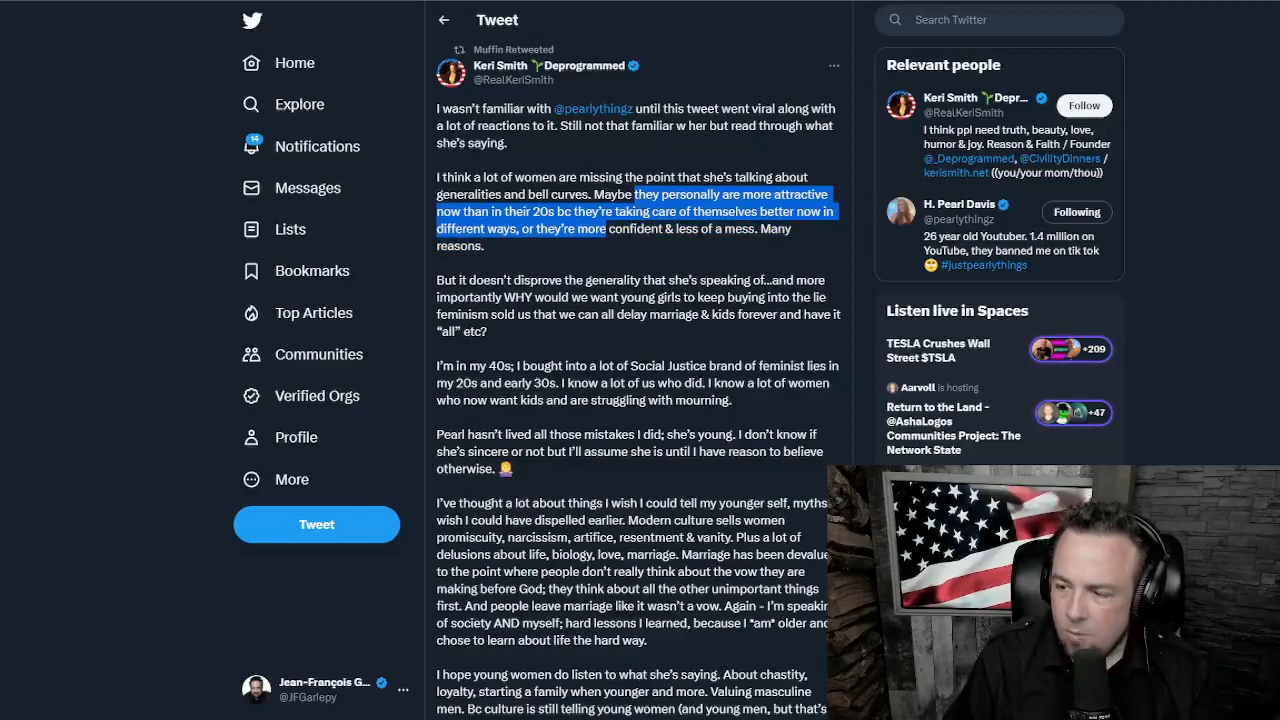 Home
Explore
14
Notifications
Messages
Lists
Bookmarks
Top Articles
Communities
Verified Orgs
Profile
More
Tweet
Jean-François G...
@JFGarlepy
Tweet
Muffin Retweeted
Keri Smith Deprogrammed
@RealKeriSmith
I wasn't familiar with @pearlythingz until this tweet went viral along with
a lot of reactions to it. Still not that familiar w her but read through what
she's saying.
I think a lot of women are missing the point that she's talking about
generalities and bell curves. Maybe they personally are more attractive
now than in their 20s bc they're taking care of themselves better now in
different ways, or they're more confident & less of a mess. Many
reasons.
But it doesn't disprove the generality that she's speaking of...and more
importantly WHY would we want young girls to keep buying into the lie
feminism sold us that we can all delay marriage & kids forever and have it
“all” etc?
I'm in my 40s; I bought into a lot of Social Justice brand of feminist lies in
my 20s and early 30s. I know a lot of us who did. I know a lot of women
who now want kids and are struggling with mourning.
Pearl hasn't lived all those mistakes I did; she's young. I don't know if
she's sincere or not but I'll assume she is until I have reason to believe
otherwise.
I've thought a lot about things I wish I could tell my younger self, myths
wish I could have dispelled earlier. Modern culture sells women
promiscuity, narcissism, artifice, resentment & vanity. Plus a lot of
delusions about life, biology, love, marriage. Marriage has been devalue
to the point where people don't really think about the vow they are
making before God; they think about all the other unimportant things
first. And people leave marriage like it wasn't a vow. Again - I'm speakin
of society AND myself; hard lessons I learned, because I *am* older and
chose to learn about life the hard way.
I hope young women do listen to what she's saying. About chastity,
loyalty, starting a family when younger and more. Valuing masculine
men. Bc culture is still telling young women (and young men, but that's
Search Twitter
Relevant people
Keri Smith Depr...
@RealKeriSmith
Follow
I think ppl need truth, beauty, love,
humor & joy. Reason & Faith / Founder
@_Deprogrammed, @CivilityDinners /
kerismith.net ((you/your mom/thou))
H. Pearl Davis
@pearlythingz
Following
26 year old Youtuber. 1.4 million on
YouTube, they banned me on tik tok
#justpearlythings
Listen live in Spaces
TESLA Crushes Wall
Street $TSLA
+209
Aarvoll is hosting
Return to the Land -
@AshaLogos
Communities Project: The
Network State
+47